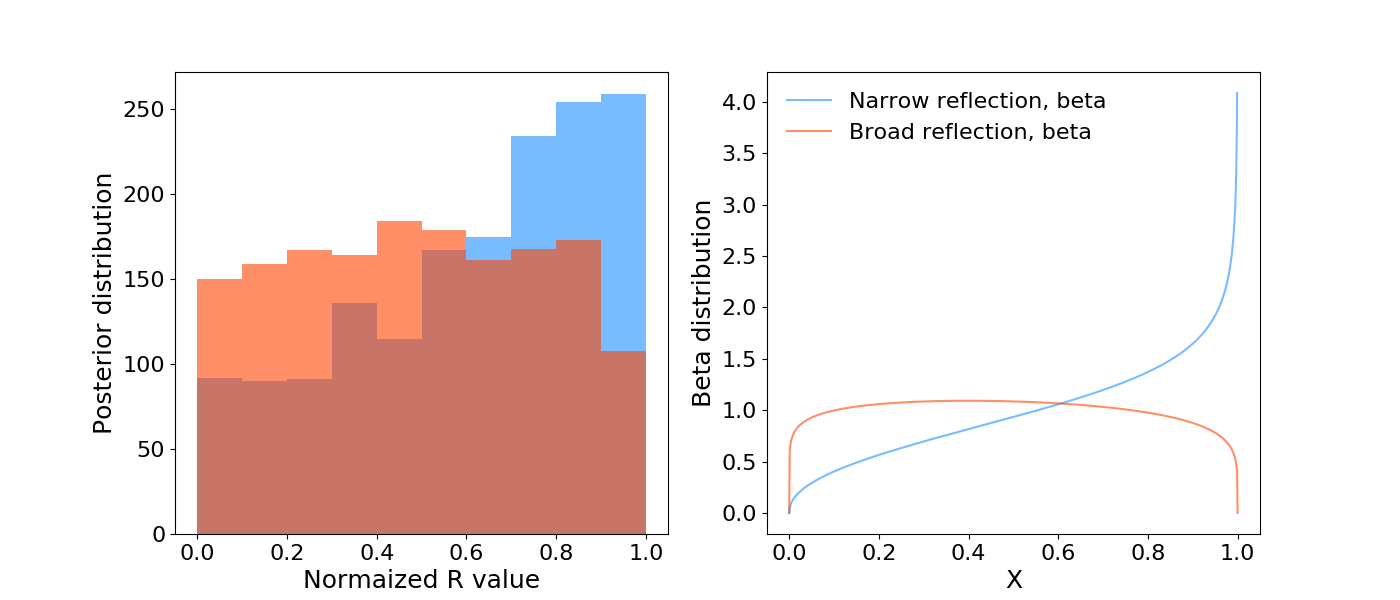 Posterior distribution
250
200
150
100
50
0
0.0 0.2 0.4 0.6 0.8 1.0
Normaized R value
Beta distribution
4.0
3.5
3.0
2.5
2.0
1.5
1.0
0.5
0.0
Narrow reflection, beta
Broad reflection, beta
0.0 0.2 0.4 0.6 0.8 1.0
X